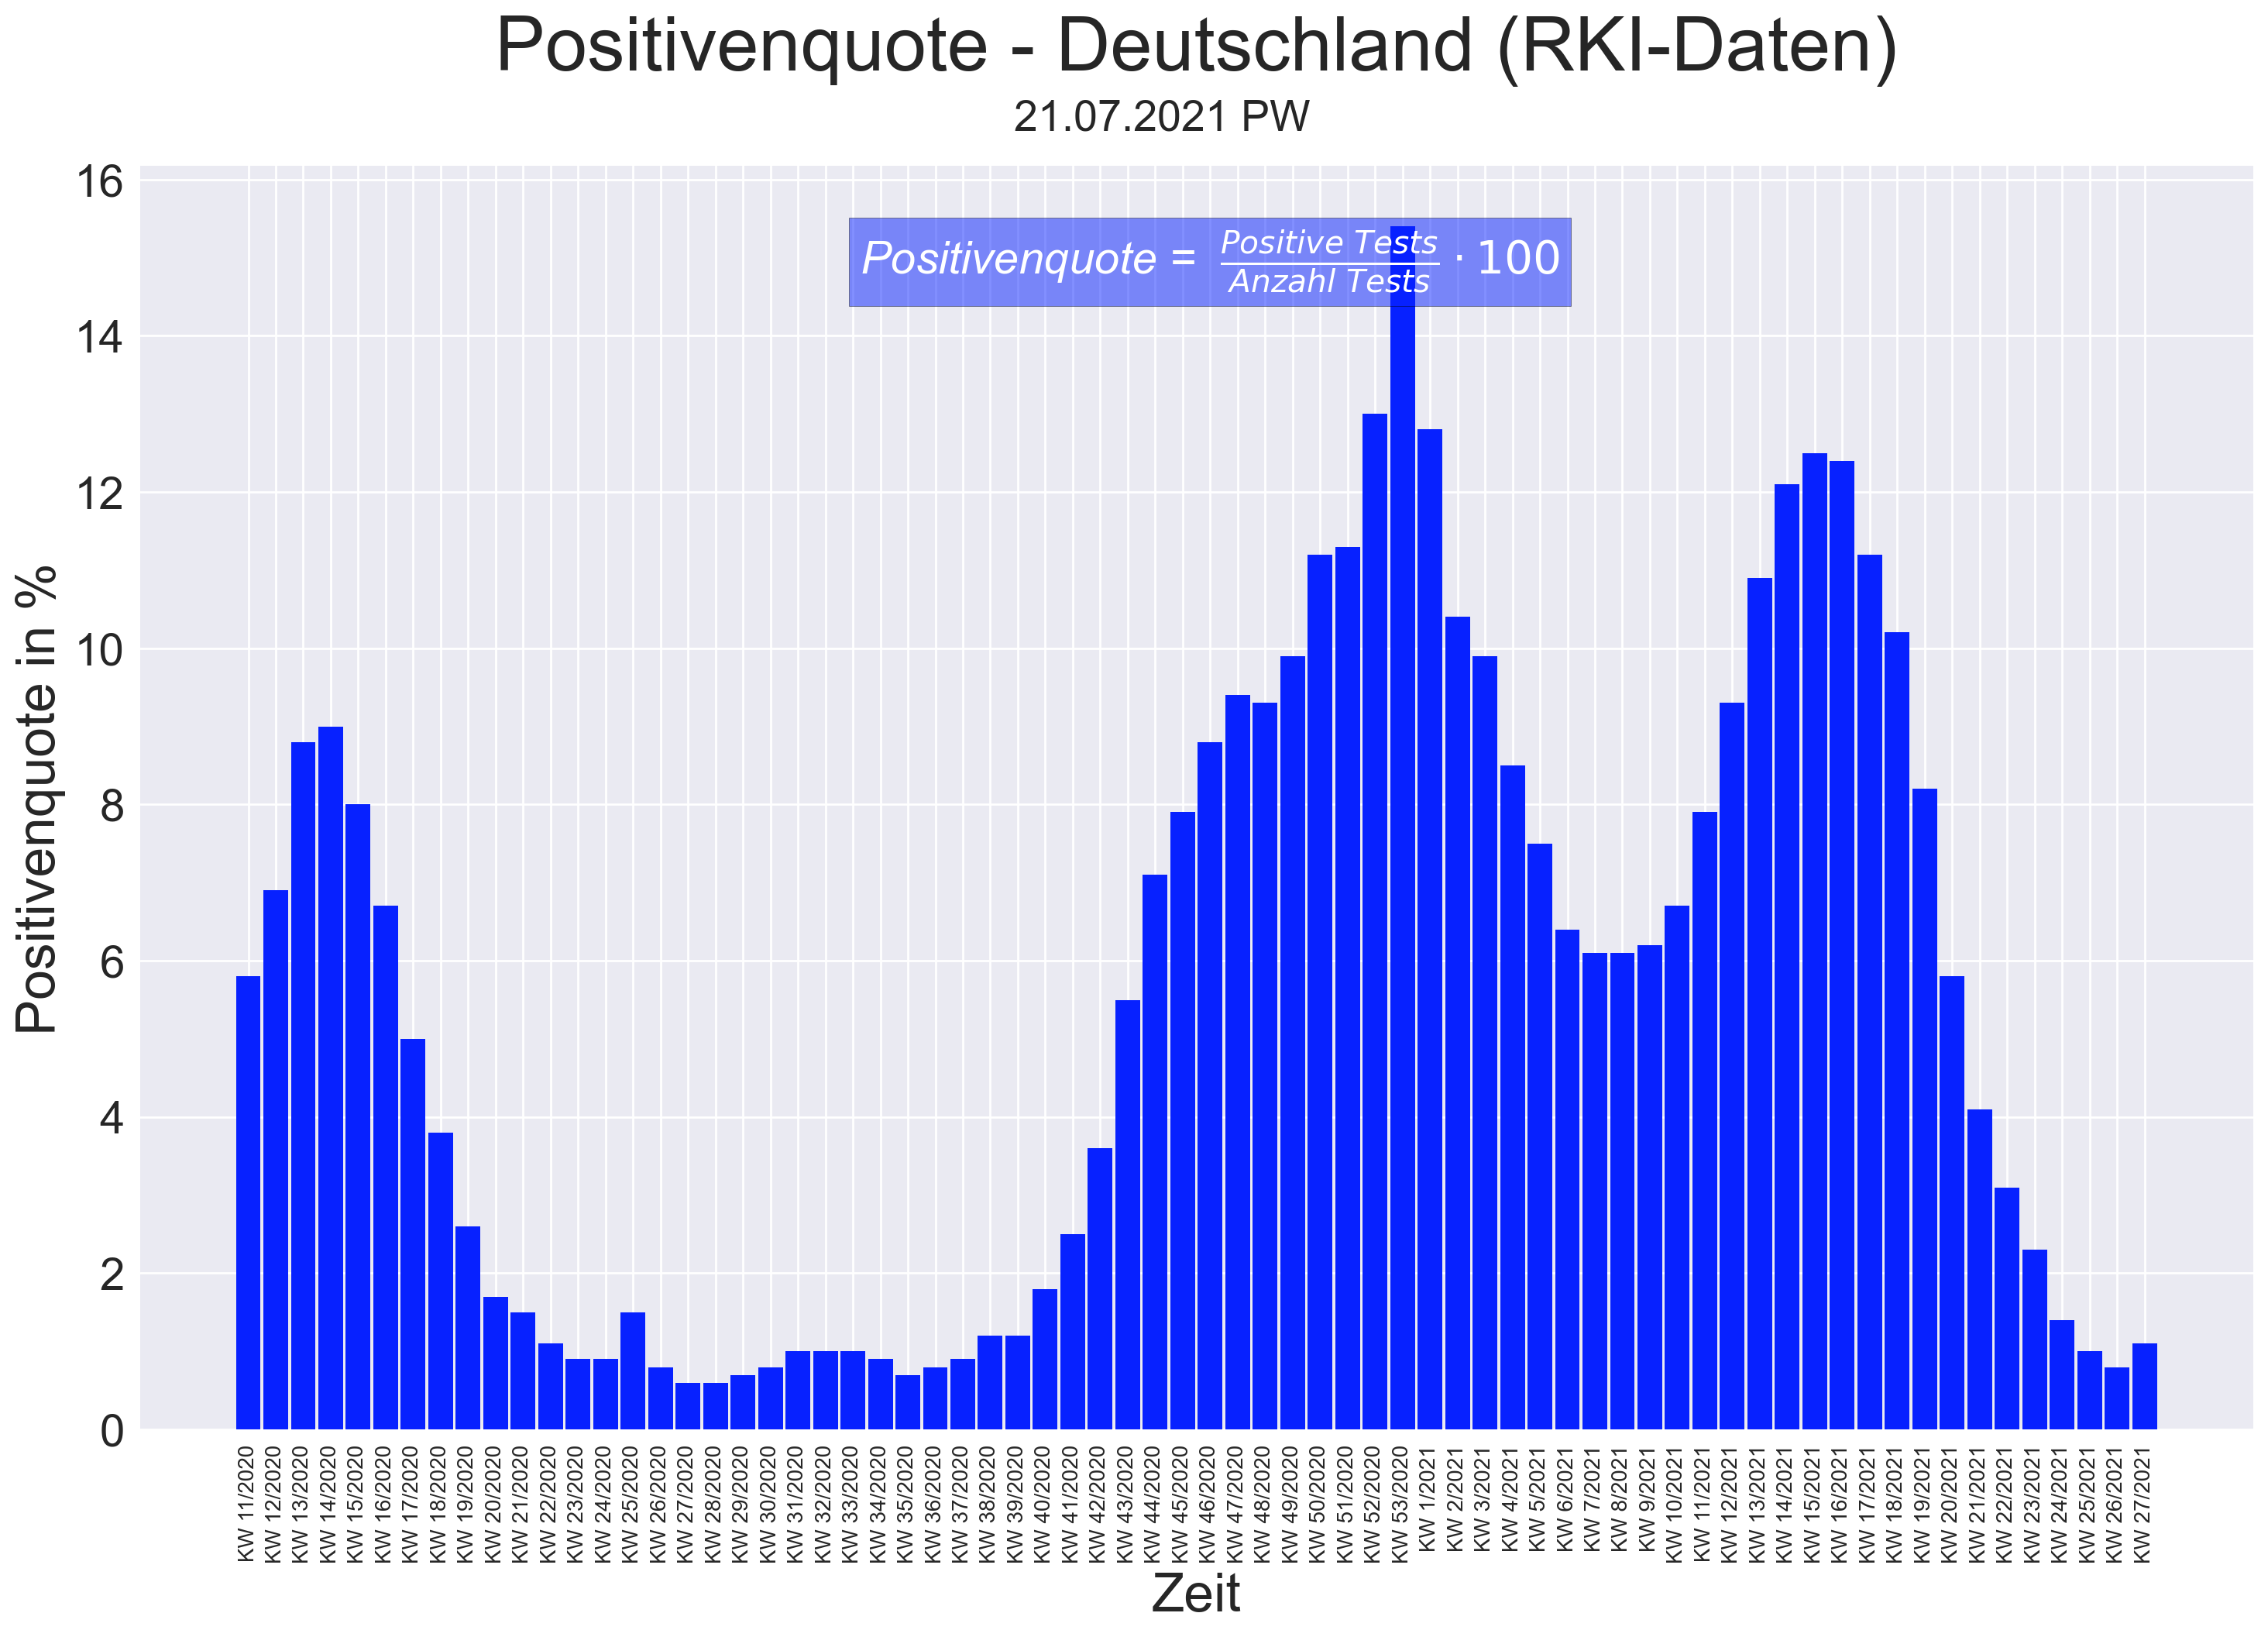 Positivenquote - Deutschland (RKI-Daten)
21.07.2021 PW
Positivenquote = Positive Tests / Anzahl Tests · 100
Positivenquote in %
16
14
12
10
8
6
4
2
0
KW 11/2020
KW 12/2020
KW 13/2020
KW 14/2020
KW 15/2020
KW 16/2020
KW 17/2020
KW 18/2020
KW 19/2020
KW 20/2020
KW 21/2020
KW 22/2020
KW 23/2020
KW 24/2020
KW 25/2020
KW 26/2020
KW 27/2020
KW 28/2020
KW 29/2020
KW 30/2020
KW 31/2020
KW 32/2020
KW 33/2020
KW 34/2020
KW 35/2020
KW 36/2020
KW 37/2020
KW 38/2020
KW 39/2020
KW 40/2020
KW 41/2020
KW 42/2020
KW 43/2020
KW 44/2020
KW 45/2020
KW 46/2020
KW 47/2020
KW 48/2020
KW 49/2020
KW 50/2020
KW 51/2020
KW 52/2020
KW 53/2020
KW 1/2021
KW 2/2021
KW 3/2021
KW 4/2021
KW 5/2021
KW 6/2021
KW 7/2021
KW 8/2021
KW 9/2021
KW 10/2021
KW 11/2021
KW 12/2021
KW 13/2021
KW 14/2021
KW 15/2021
KW 16/2021
KW 17/2021
KW 18/2021
KW 19/2021
KW 20/2021
KW 21/2021
KW 22/2021
KW 23/2021
KW 24/2021
KW 25/2021
KW 26/2021
KW 27/2021
Zeit